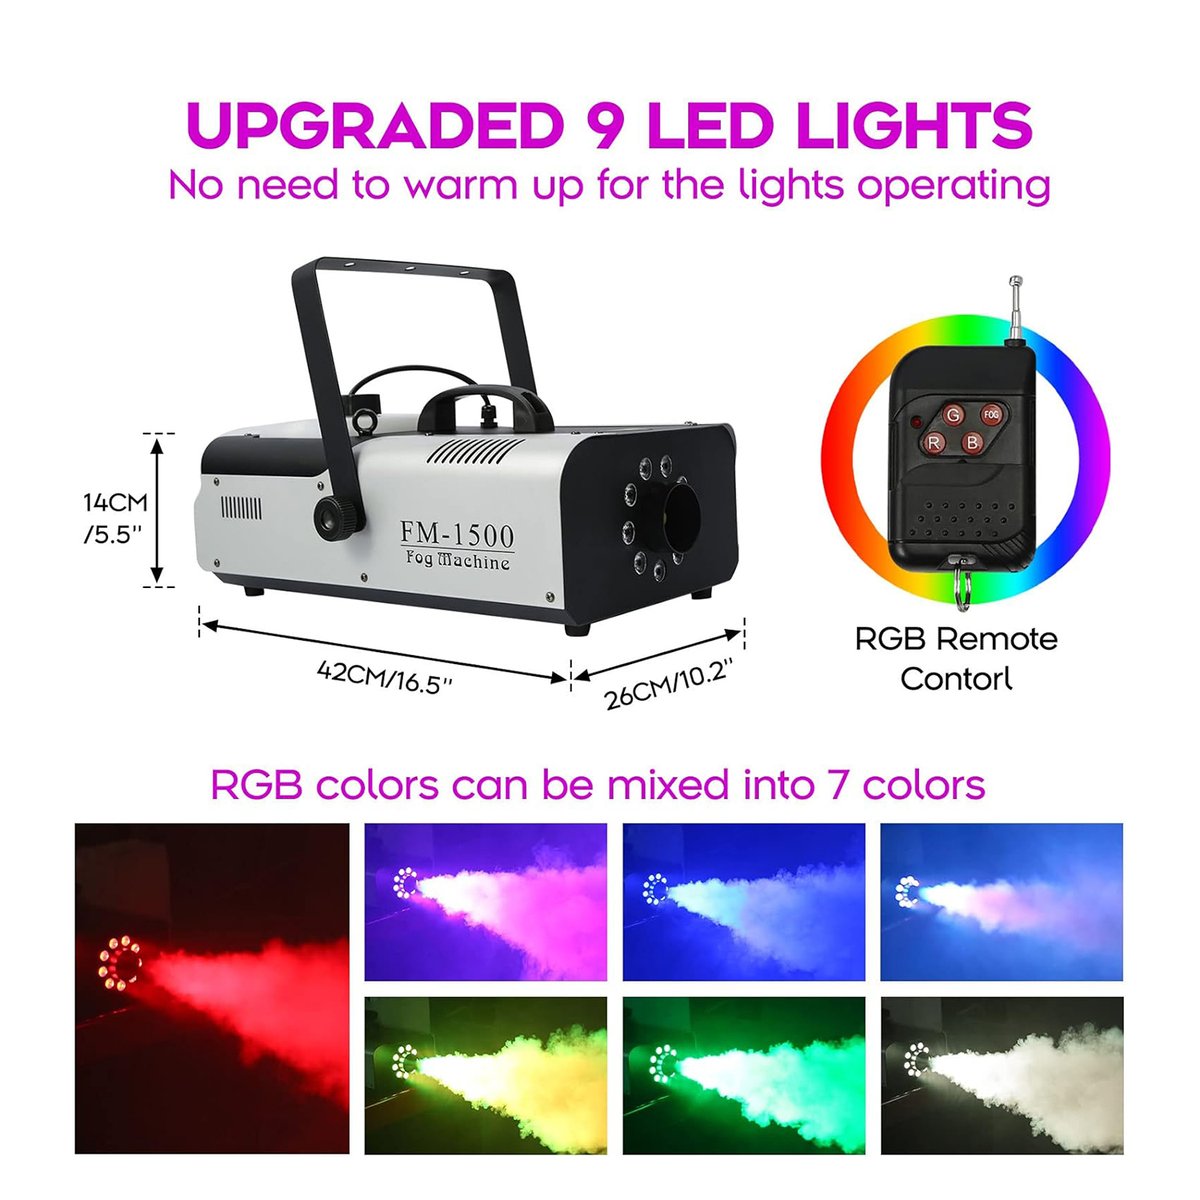 UPGRADED 9 LED LIGHTS
No need to warm up for the lights operating
14CM
/5.5"
FM-1500
Fog Machine
42CM/16.5"
26CM/10.2"
G
FOG
R
B
RGB Remote
Contorl
RGB colors can be mixed into 7 colors